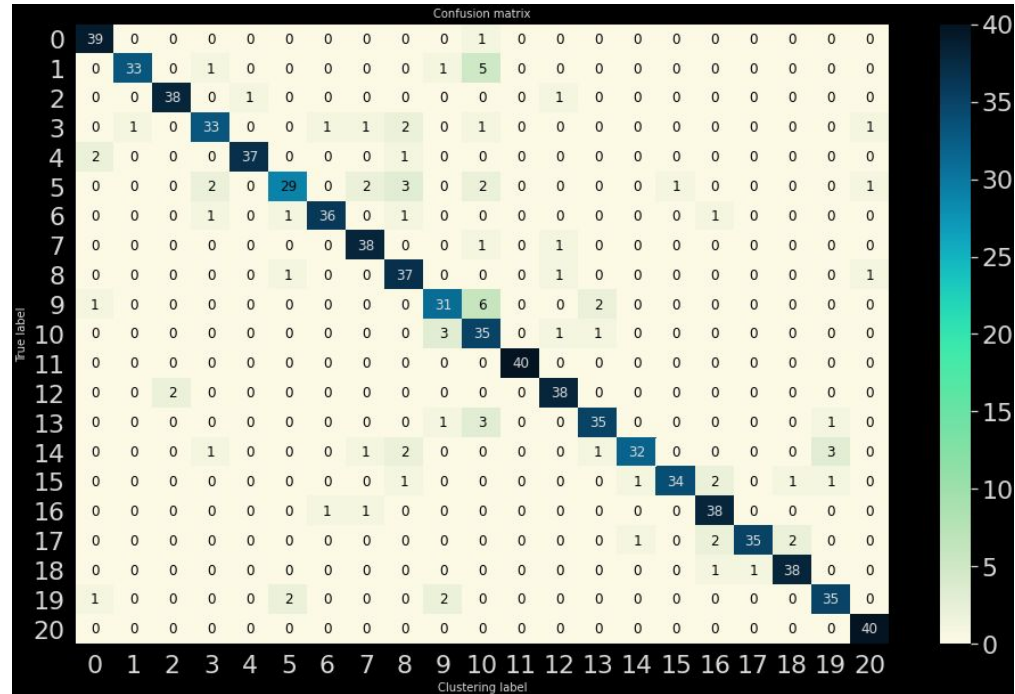 Confusion matrix
0 39 0 0 0 0 0 0 0 0 0 1 0 0 0 0 0 0 0 0 0 0
1 0 33 0 1 0 0 0 0 0 1 5 0 0 0 0 0 0 0 0 0 0
2 0 0 38 0 1 0 0 0 0 0 0 0 1 0 0 0 0 0 0 0 0
3 0 1 0 33 0 0 1 1 2 0 1 0 0 0 0 0 0 0 0 0 1
4 2 0 0 0 37 0 0 0 1 0 0 0 0 0 0 0 0 0 0 0 0
5 0 0 0 2 0 29 0 2 3 0 2 0 0 0 0 1 0 0 0 0 1
6 0 0 0 1 0 1 36 0 1 0 0 0 0 0 0 0 1 0 0 0 0
7 0 0 0 0 0 0 0 38 0 0 1 0 1 0 0 0 0 0 0 0 0
8 0 0 0 0 0 1 0 0 37 0 0 0 1 0 0 0 0 0 0 0 1
9 1 0 0 0 0 0 0 0 0 31 6 0 0 2 0 0 0 0 0 0 0
10 0 0 0 0 0 0 0 0 0 3 35 0 1 1 0 0 0 0 0 0 0
11 0 0 0 0 0 0 0 0 0 0 0 40 0 0 0 0 0 0 0 0 0
12 0 0 2 0 0 0 0 0 0 0 0 0 38 0 0 0 0 0 0 0 0
13 0 0 0 0 0 0 0 0 0 1 3 0 0 35 0 0 0 0 0 1 0
14 0 0 0 1 0 0 0 1 2 0 0 0 0 1 32 0 0 0 0 3 0
15 0 0 0 0 0 0 0 0 1 0 0 0 0 0 1 34 2 0 1 1 0
16 0 0 0 0 0 0 1 1 0 0 0 0 0 0 0 0 38 0 0 0 0
17 0 0 0 0 0 0 0 0 0 0 0 0 0 0 1 0 2 35 2 0 0
18 0 0 0 0 0 0 0 0 0 0 0 0 0 0 0 0 1 1 38 0 0
19 1 0 0 0 0 2 0 0 0 2 0 0 0 0 0 0 0 0 0 35 0
20 0 0 0 0 0 0 0 0 0 0 0 0 0 0 0 0 0 0 0 0 40
0 1 2 3 4 5 6 7 8 9 10 11 12 13 14 15 16 17 18 19 20
Clustering label
True label
40
35
30
25
20
15
10
5
0